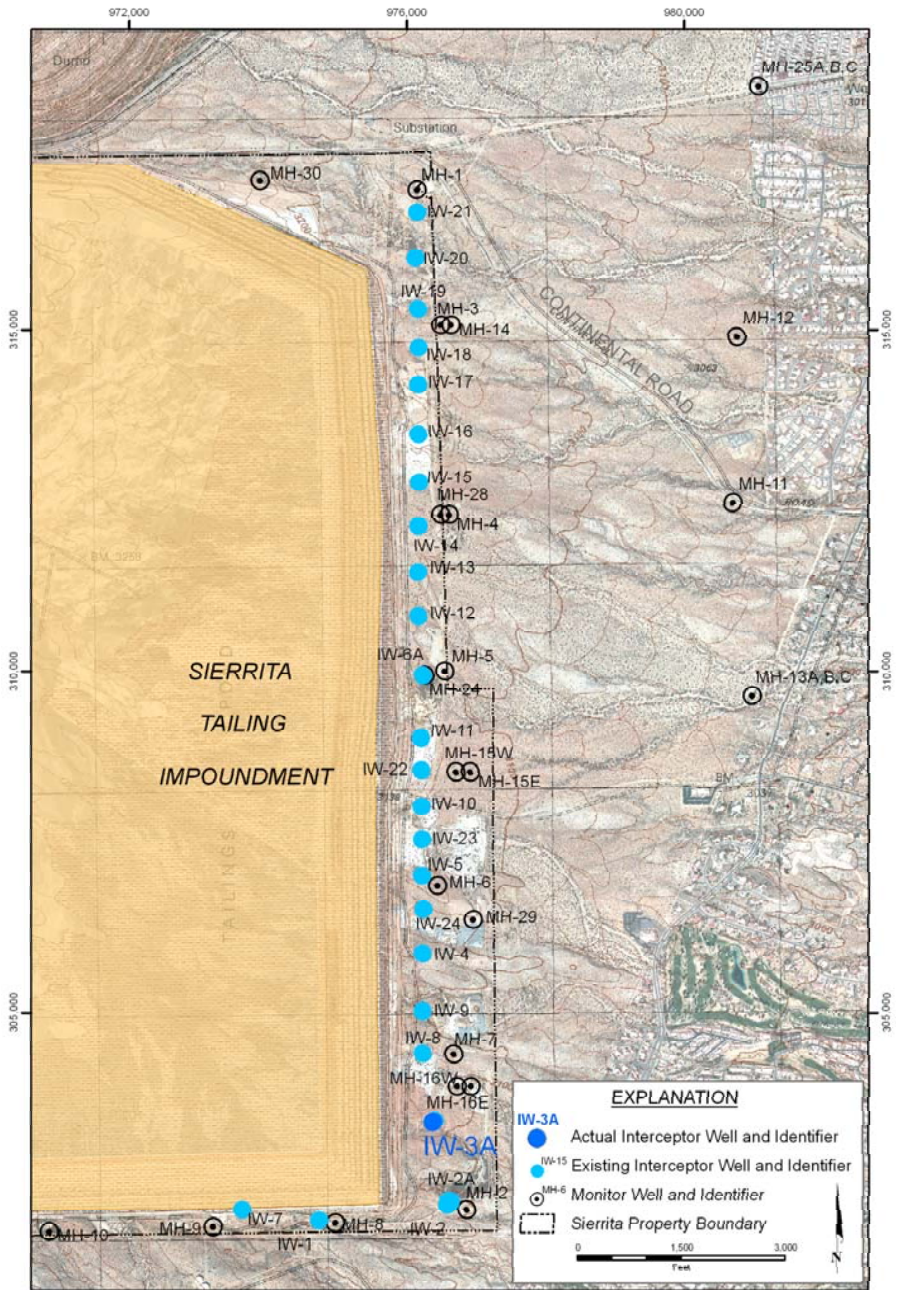 972,000
976,000
980,000
Dump
MH-25A,B,C
Substation
MH-30
MH-1
IW-21
IW-20
IW-19
MH-3
MH-14
315,000
315,000
MH-12
CONTINENTAL ROAD
IW-18
3063
IW-17
IW-16
IW-15
MH-28
MH-11
MH-4
IW-14
BM 3258
IW-13
IW-12
IW-6A
MH-5
310,000
310,000
SIERRITA
MH-24
MH-13A,B,C
TAILING
IW-11
MH-15W
IMPOUNDMENT
IW-22
MH-15E
BM
3037
IW-10
IW-23
IW-5
MH-6
TAILINGS
IW-24
MH-29
IW-4
305,000
305,000
IW-9
IW-8
MH-7
MH-16W
MH-16E
IW-3A
IW-2A
MH-2
IW-7
MH-10
MH-9
IW-1
MH-8
IW-2
EXPLANATION
IW-3A
Actual Interceptor Well and Identifier
IW-15 Existing Interceptor Well and Identifier
MH-6 Monitor Well and Identifier
Sierrita Property Boundary
0 1,500 3,000
Feet
N